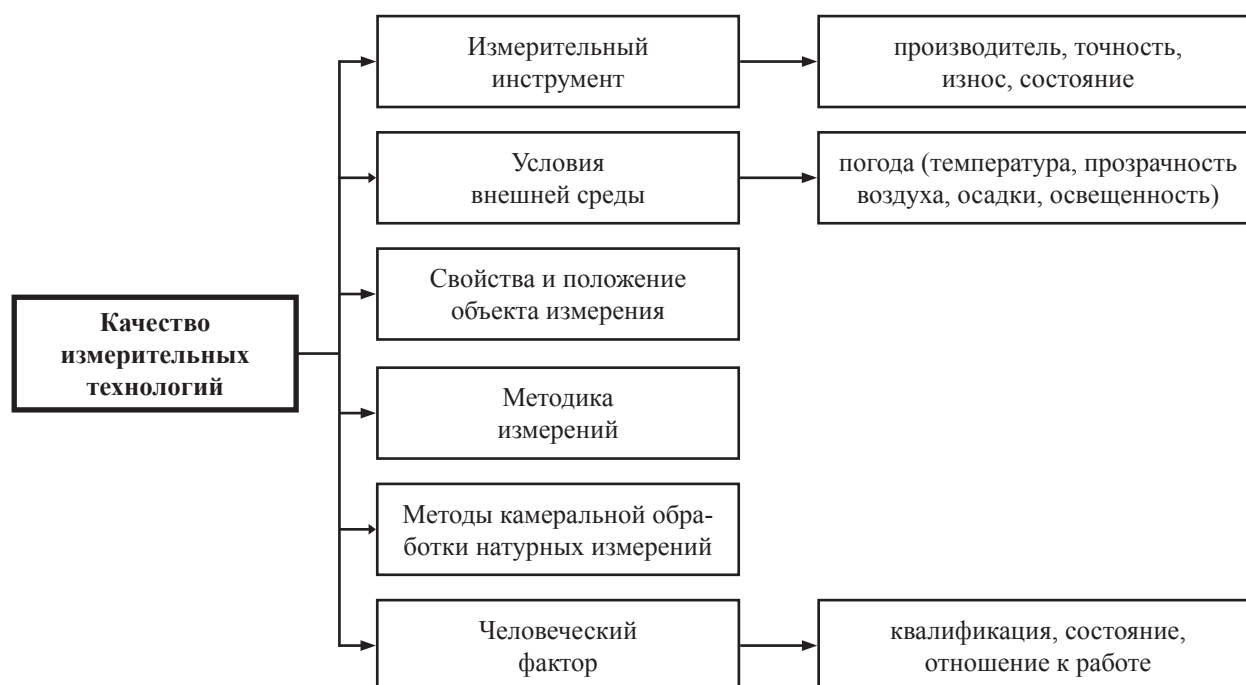 Измерительный
инструмент
производитель, точность,
износ, состояние
Условия
внешней среды
погода (температура, прозрачность
воздуха, осадки, освещенность)
Свойства и положение
объекта измерения
Качество
измерительных
технологий
Методика
измерений
Методы камеральной обра-
ботки натурных измерений
Человеческий
фактор
квалификация, состояние,
отношение к работе